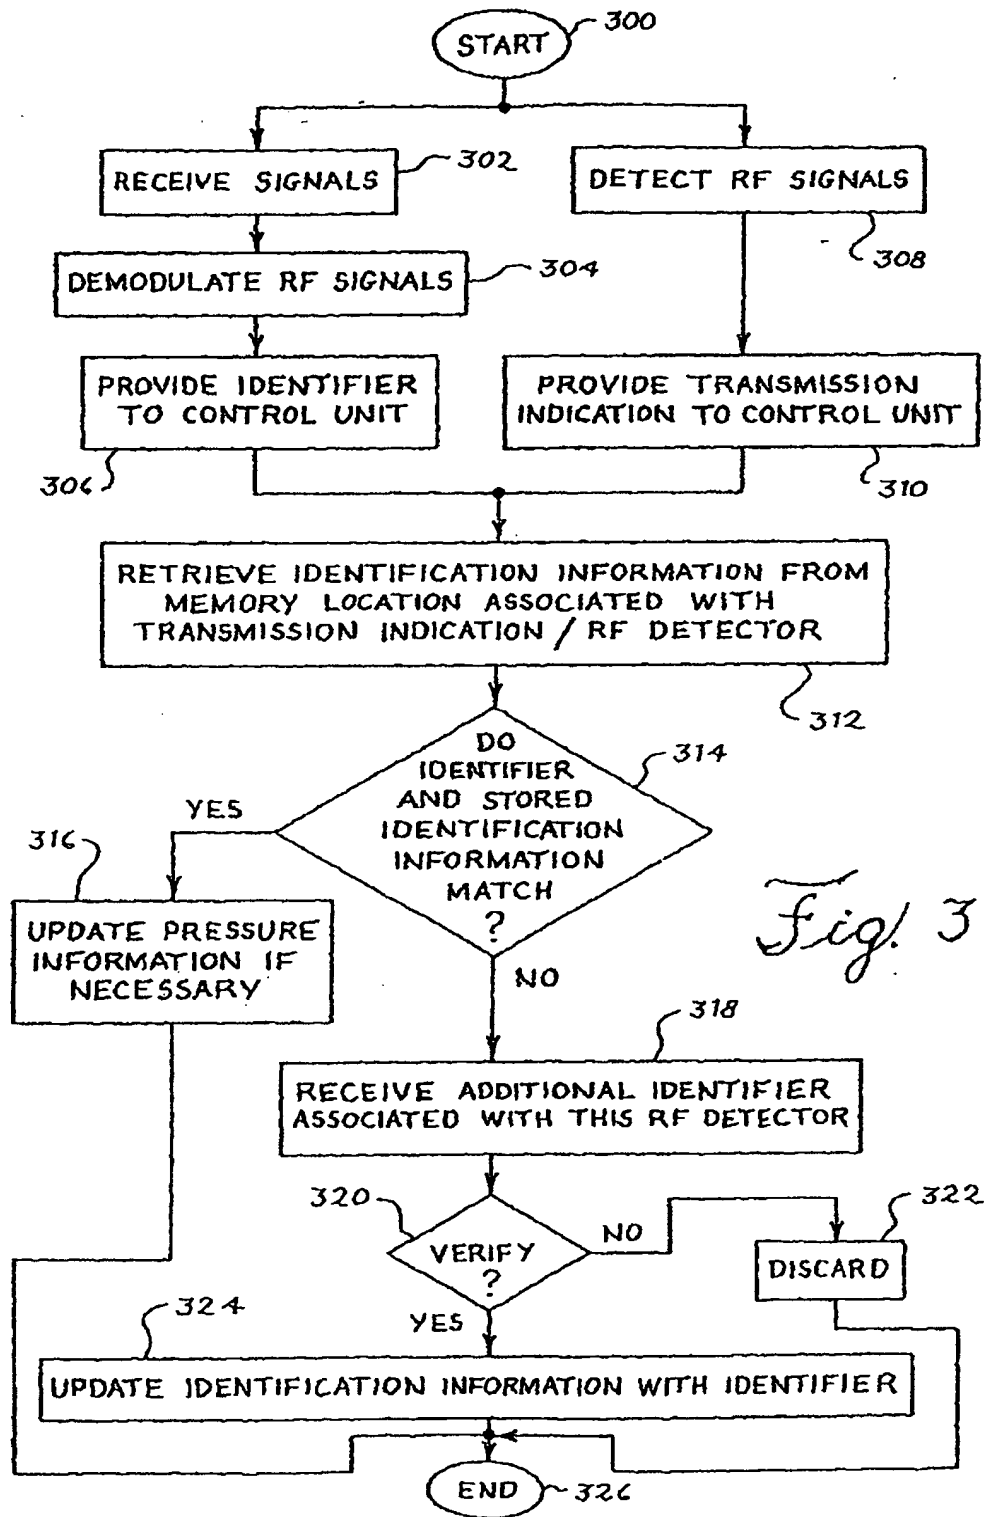 START
300
RECEIVE SIGNALS
302
DETECT RF SIGNALS
308
DEMODULATE RF SIGNALS
304
PROVIDE IDENTIFIER
TO CONTROL UNIT
306
PROVIDE TRANSMISSION
INDICATION TO CONTROL UNIT
310
RETRIEVE IDENTIFICATION INFORMATION FROM
MEMORY LOCATION ASSOCIATED WITH
TRANSMISSION INDICATION / RF DETECTOR
312
DO
IDENTIFIER
AND STORED
IDENTIFICATION
INFORMATION
MATCH
?
314
YES
316
UPDATE PRESSURE
INFORMATION IF
NECESSARY
Fig. 3
NO
318
RECEIVE ADDITIONAL IDENTIFIER
ASSOCIATED WITH THIS RF DETECTOR
320
VERIFY
?
NO
322
DISCARD
YES
324
UPDATE IDENTIFICATION INFORMATION WITH IDENTIFIER
END
326